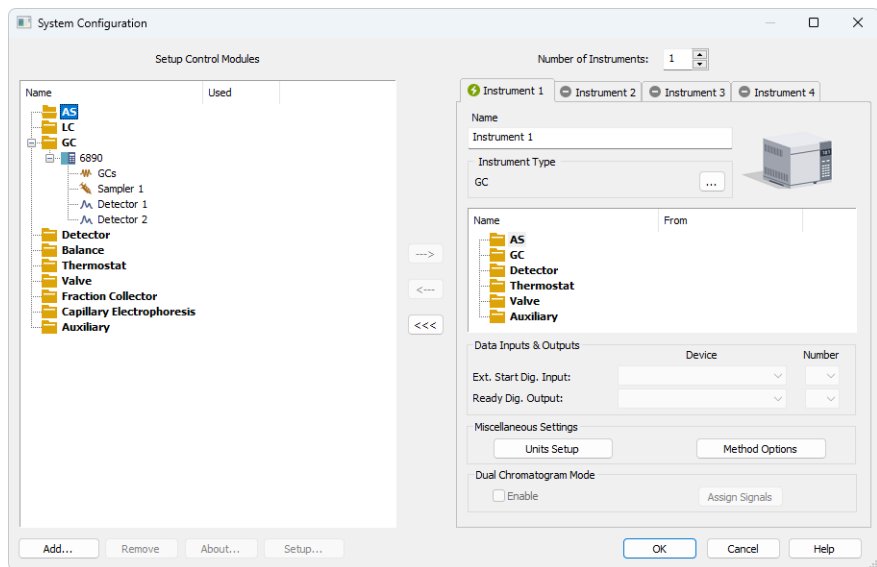 System Configuration
Setup Control Modules
Name Used
AS
LC
GC
6890
GCs
Sampler 1
Detector 1
Detector 2
Detector
Balance
Thermostat
Valve
Fraction Collector
Capillary Electrophoresis
Auxiliary
--->
<---
<<<
Number of Instruments: 1
Instrument 1 Instrument 2 Instrument 3 Instrument 4
Name
Instrument 1
Instrument Type
GC ...
Name From
AS
GC
Detector
Thermostat
Valve
Auxiliary
Data Inputs & Outputs
Device Number
Ext. Start Dig. Input:
Ready Dig. Output:
Miscellaneous Settings
Units Setup Method Options
Dual Chromatogram Mode
Enable Assign Signals
Add... Remove About... Setup... OK Cancel Help